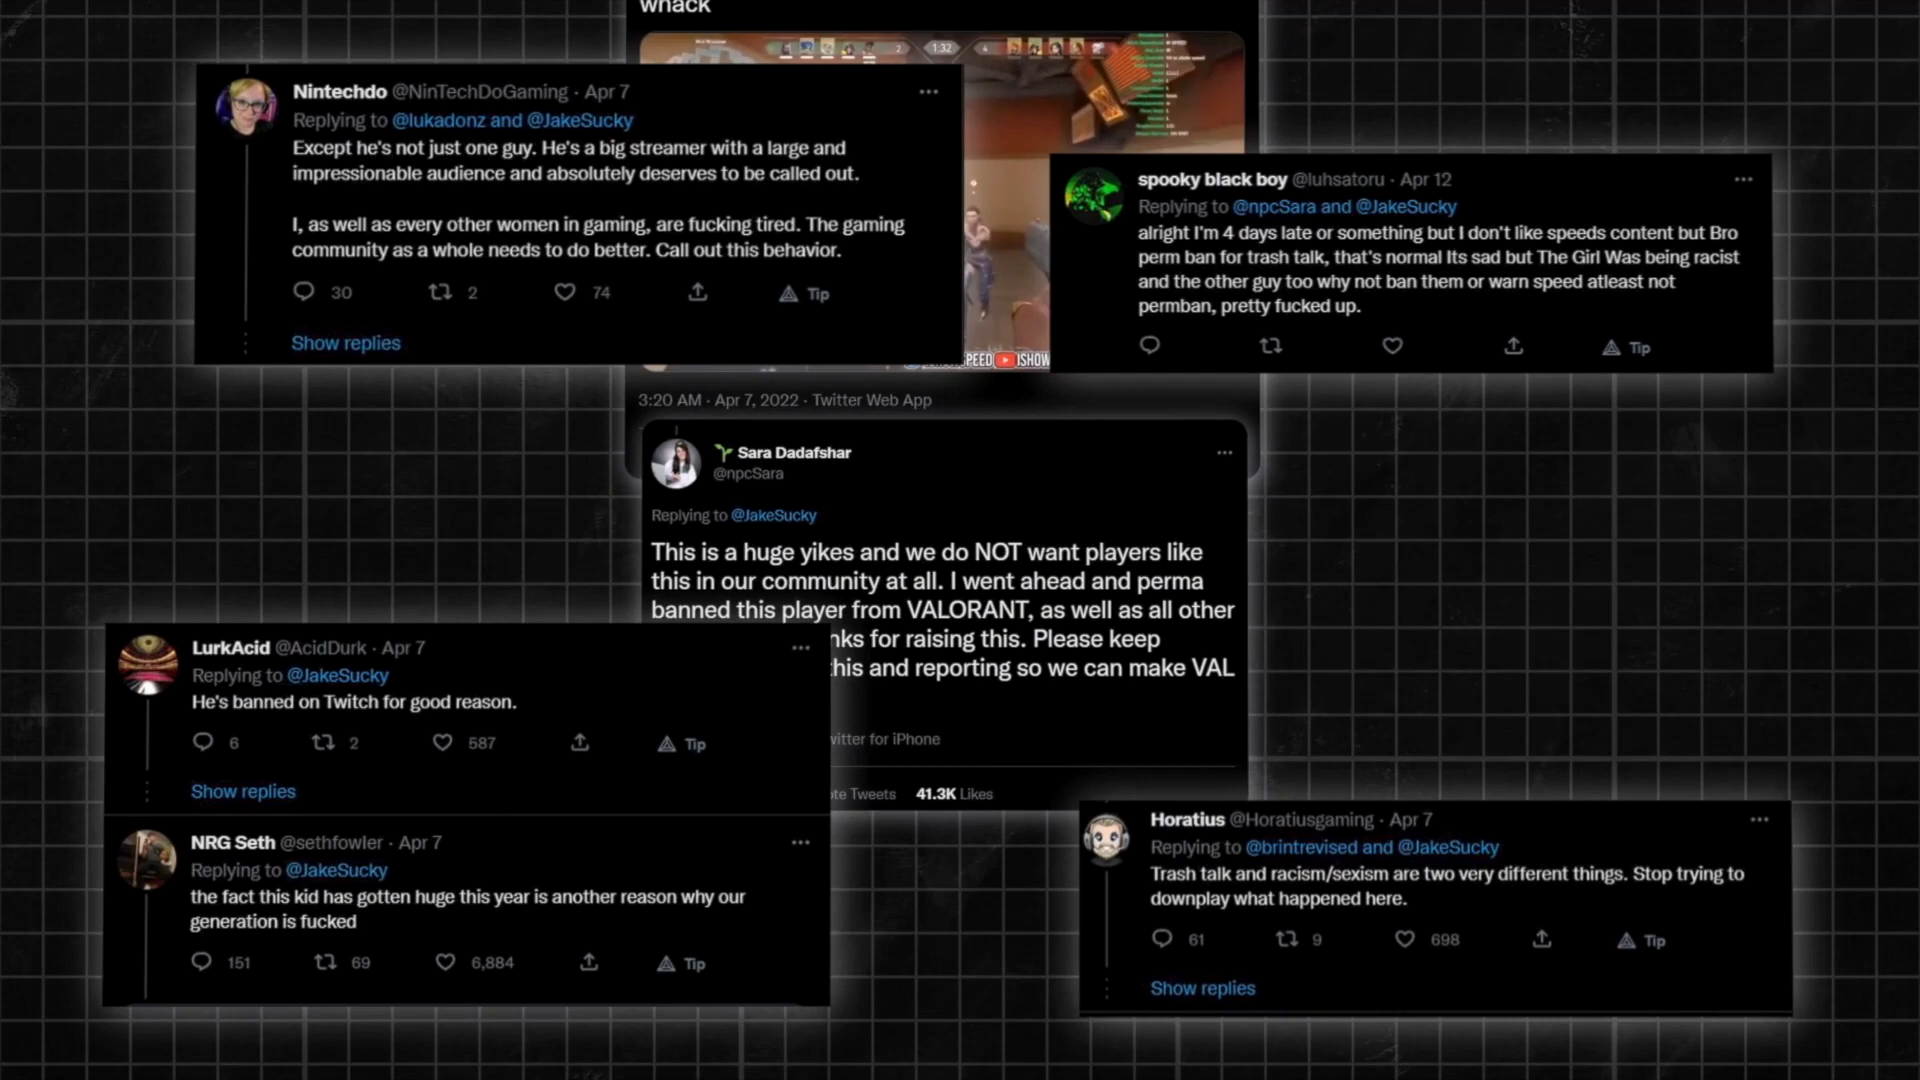 whack
2 1:32 4
Nintechdo @NinTechDoGaming · Apr 7
Replying to @lukadonz and @JakeSucky
Except he's not just one guy. He's a big streamer with a large and
impressionable audience and absolutely deserves to be called out.
I, as well as every other women in gaming, are fucking tired. The gaming
community as a whole needs to do better. Call out this behavior.
30 2 74 Tip
Show replies
spooky black boy @luhsatoru · Apr 12
Replying to @npcSara and @JakeSucky
alright I'm 4 days late or something but I don't like speeds content but Bro
perm ban for trash talk, that's normal Its sad but The Girl Was being racist
and the other guy too why not ban them or warn speed atleast not
permban, pretty fucked up.
Tip
PEED ISHOW
3:20 AM · Apr 7, 2022 · Twitter Web App
Sara Dadafshar
@npcSara
Replying to @JakeSucky
This is a huge yikes and we do NOT want players like
this in our community at all. I went ahead and perma
banned this player from VALORANT, as well as all other
nks for raising this. Please keep
this and reporting so we can make VAL
witter for iPhone
te Tweets 41.3K Likes
LurkAcid @AcidDurk · Apr 7
Replying to @JakeSucky
He's banned on Twitch for good reason.
6 2 587 Tip
Show replies
NRG Seth @sethfowler · Apr 7
Replying to @JakeSucky
the fact this kid has gotten huge this year is another reason why our
generation is fucked
151 69 6,884 Tip
Horatius @Horatiusgaming · Apr 7
Replying to @brintrevised and @JakeSucky
Trash talk and racism/sexism are two very different things. Stop trying to
downplay what happened here.
61 9 698 Tip
Show replies